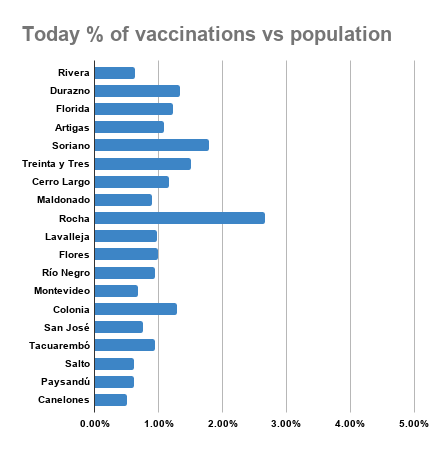 Today % of vaccinations vs population
Rivera
Durazno
Florida
Artigas
Soriano
Treinta y Tres
Cerro Largo
Maldonado
Rocha
Lavalleja
Flores
Río Negro
Montevideo
Colonia
San José
Tacuarembó
Salto
Paysandú
Canelones
0.00% 1.00% 2.00% 3.00% 4.00% 5.00%